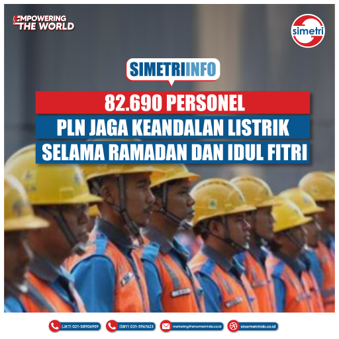 EMPOWERING
THE WORLD
simetri
SIMETRIINFO
82.690 PERSONEL
PLN JAGA KEANDALAN LISTRIK
SELAMA RAMADAN DAN IDUL FITRI